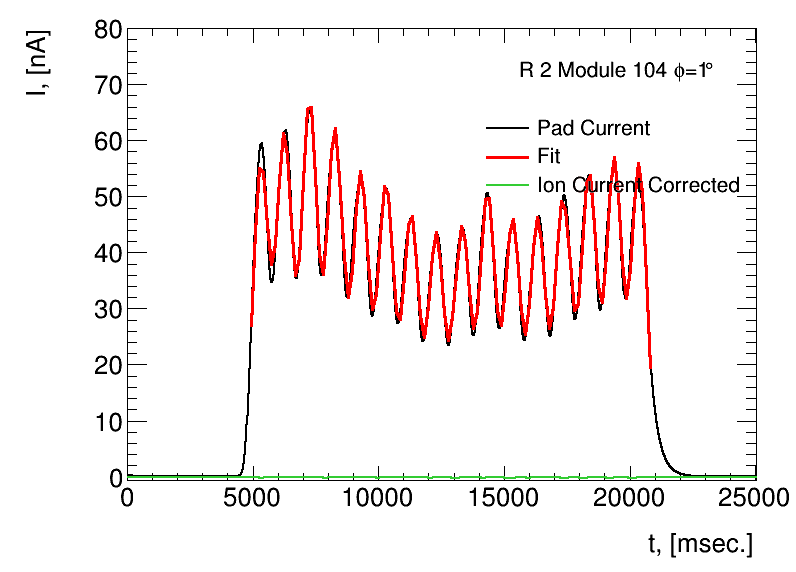 80
I, [nA]
R 2 Module 104 ϕ=1°
70
Pad Current
60
Fit
50
Ion Current Corrected
40
30
20
10
0
0 5000 10000 15000 20000 25000
t, [msec.]